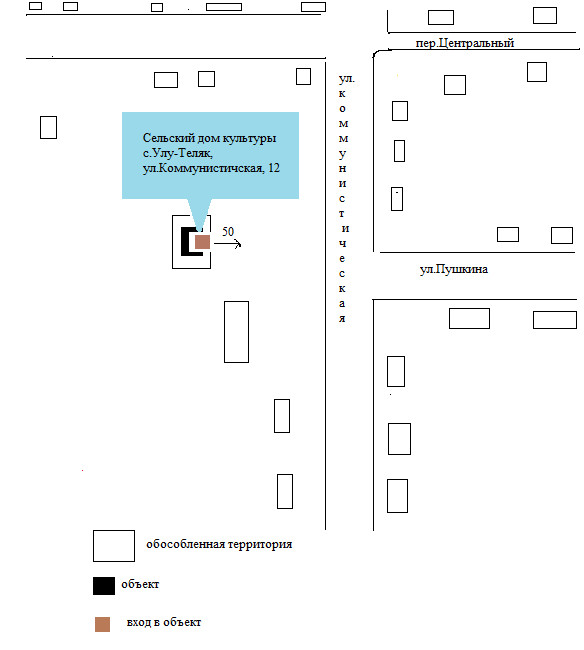 пер.Центральный
ул.
коммунистическая
Сельский дом культуры
с.Улу-Теляк,
ул.Коммунистичская, 12
50
ул.Пушкина
обособленная территория
объект
вход в объект